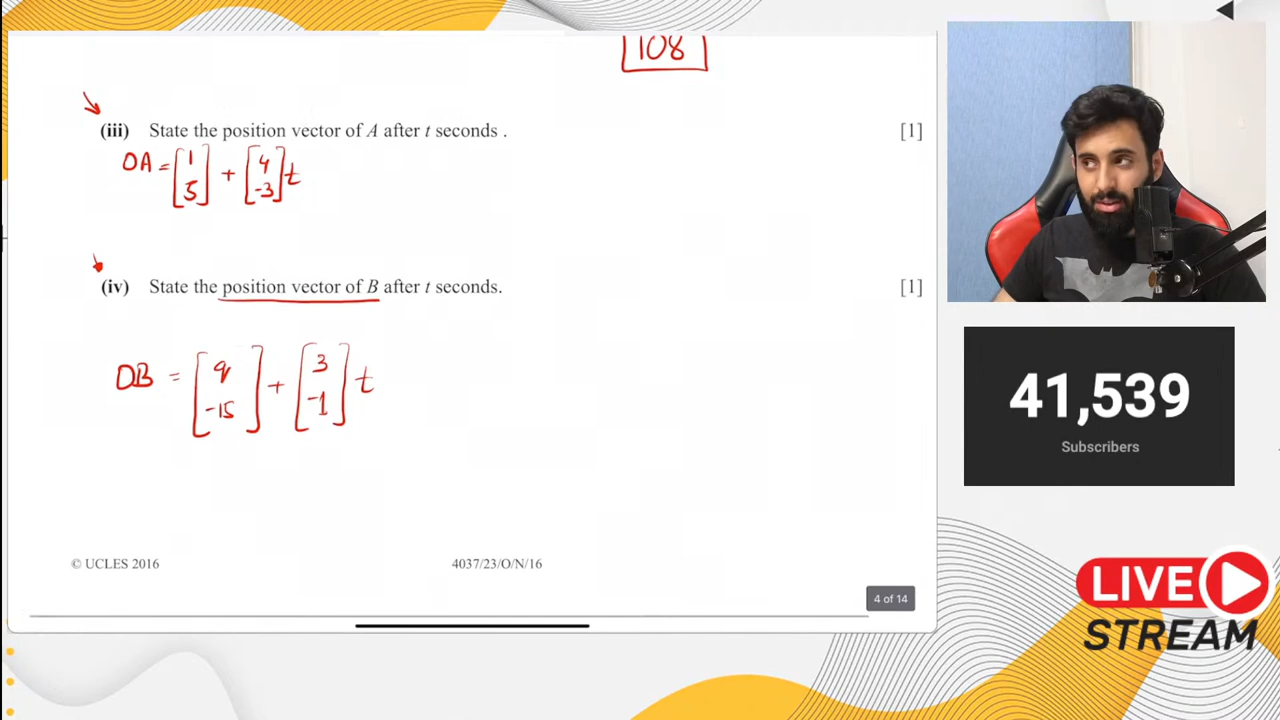 108
(iii) State the position vector of A after t seconds . [1]
OA = [1 5] + [4 -3] t
(iv) State the position vector of B after t seconds. [1]
OB = [q -15] + [3 -1] t
© UCLES 2016 4037/23/O/N/16
4 of 14
41,539
Subscribers
LIVE
STREAM